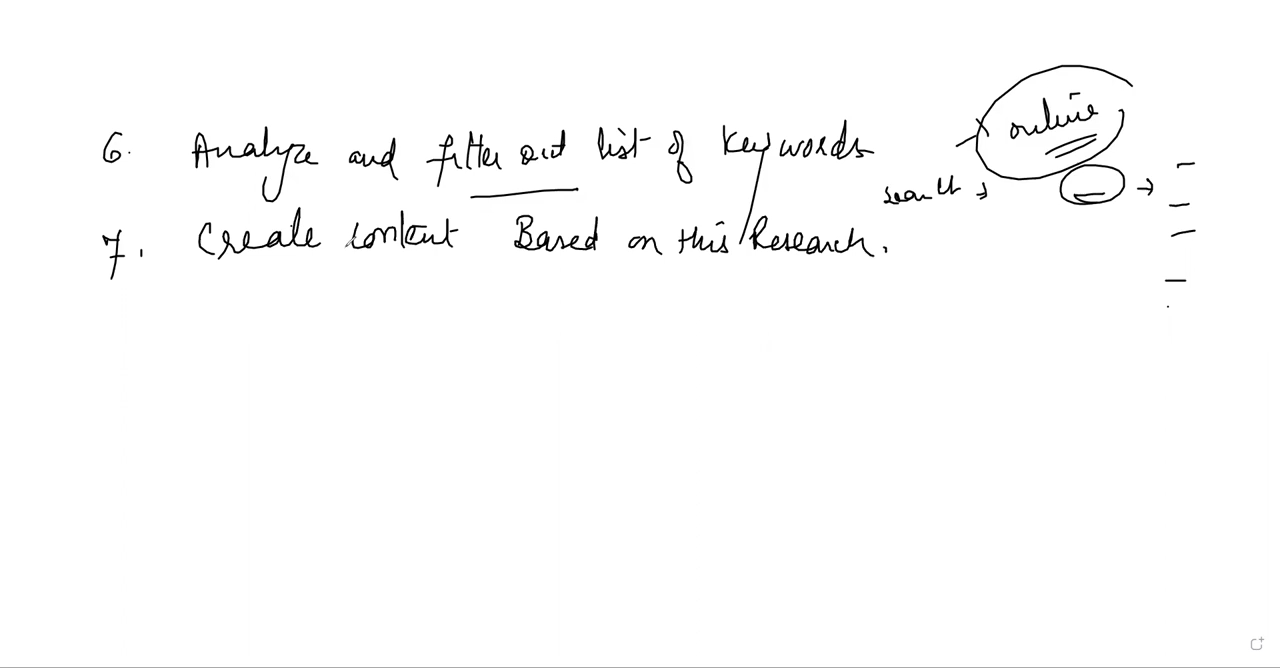 6. Analyze and filter out list of keywords
online
search →
7. Create content Based on this Research.